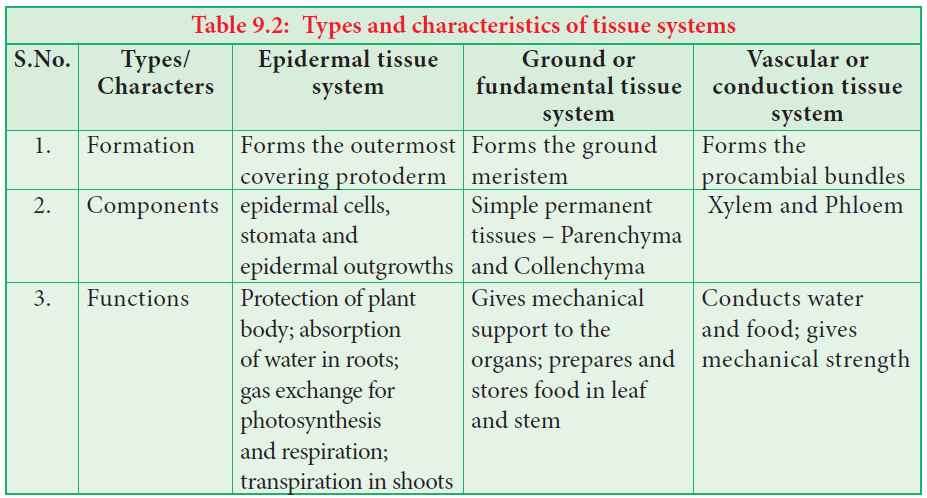 Table 9.2: Types and characteristics of tissue systems
S.No.
Types/
Characters
Epidermal tissue
system
Ground or
fundamental tissue
system
Vascular or
conduction tissue
system
1.
Formation
Forms the outermost
covering protoderm
Forms the ground
meristem
Forms the
procambial bundles
2.
Components
epidermal cells,
stomata and
epidermal outgrowths
Simple permanent
tissues – Parenchyma
and Collenchyma
Xylem and Phloem
3.
Functions
Protection of plant
body; absorption
of water in roots;
gas exchange for
photosynthesis
and respiration;
transpiration in shoots
Gives mechanical
support to the
organs; prepares and
stores food in leaf
and stem
Conducts water
and food; gives
mechanical strength